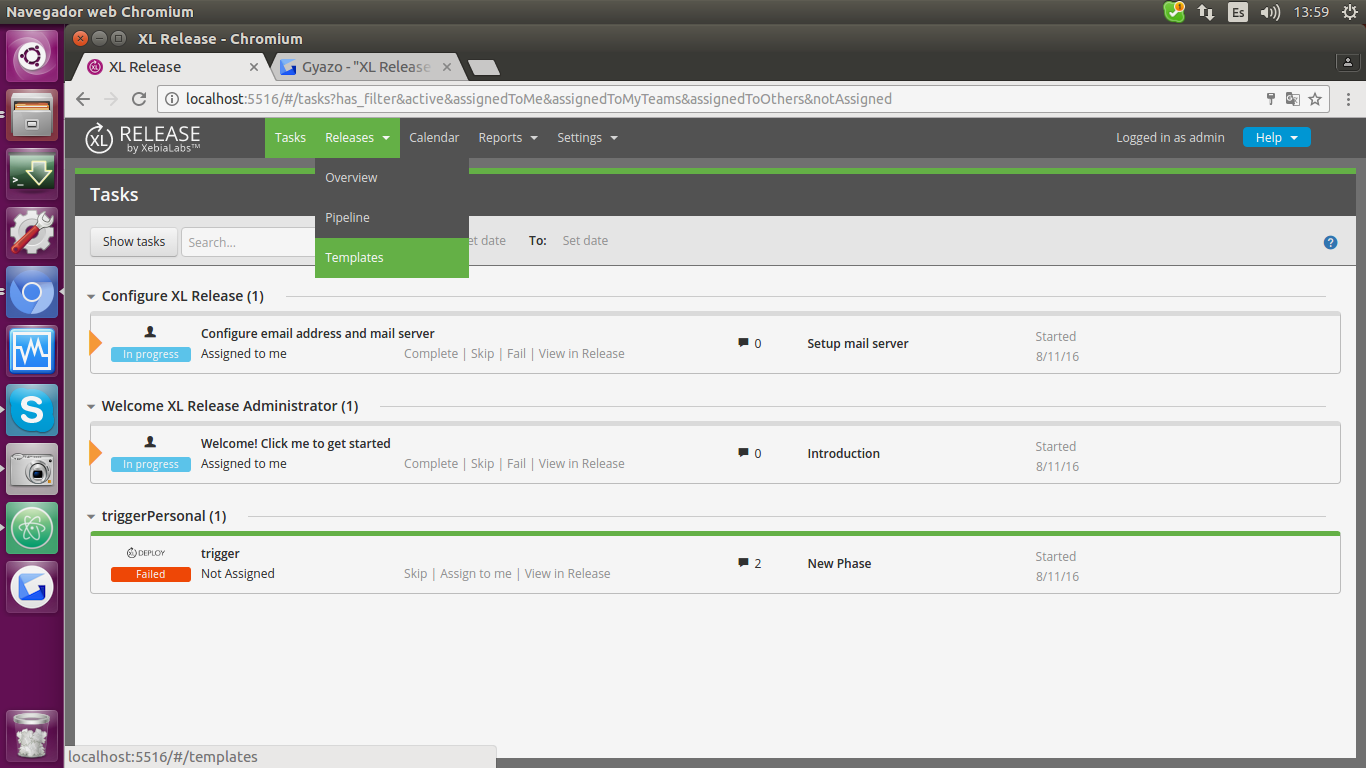 Navegador web Chromium
Es
13:59
XL Release - Chromium
XL Release
Gyazo - "XL Release
localhost:5516/#/tasks?has_filter&active&assignedToMe&assignedToMyTeams&assignedToOthers&notAssigned
XL RELEASE
by XebiaLabs™
Tasks Releases Calendar Reports Settings Logged in as admin Help
Overview
Pipeline
Templates
Tasks
Show tasks Search... et date To: Set date
Configure XL Release (1)
Configure email address and mail server
In progress Assigned to me Complete | Skip | Fail | View in Release
0 Setup mail server
Started
8/11/16
Welcome XL Release Administrator (1)
Welcome! Click me to get started
In progress Assigned to me Complete | Skip | Fail | View in Release
0 Introduction
Started
8/11/16
triggerPersonal (1)
XL DEPLOY trigger
Failed Not Assigned Skip | Assign to me | View in Release
2 New Phase
Started
8/11/16
localhost:5516/#/templates